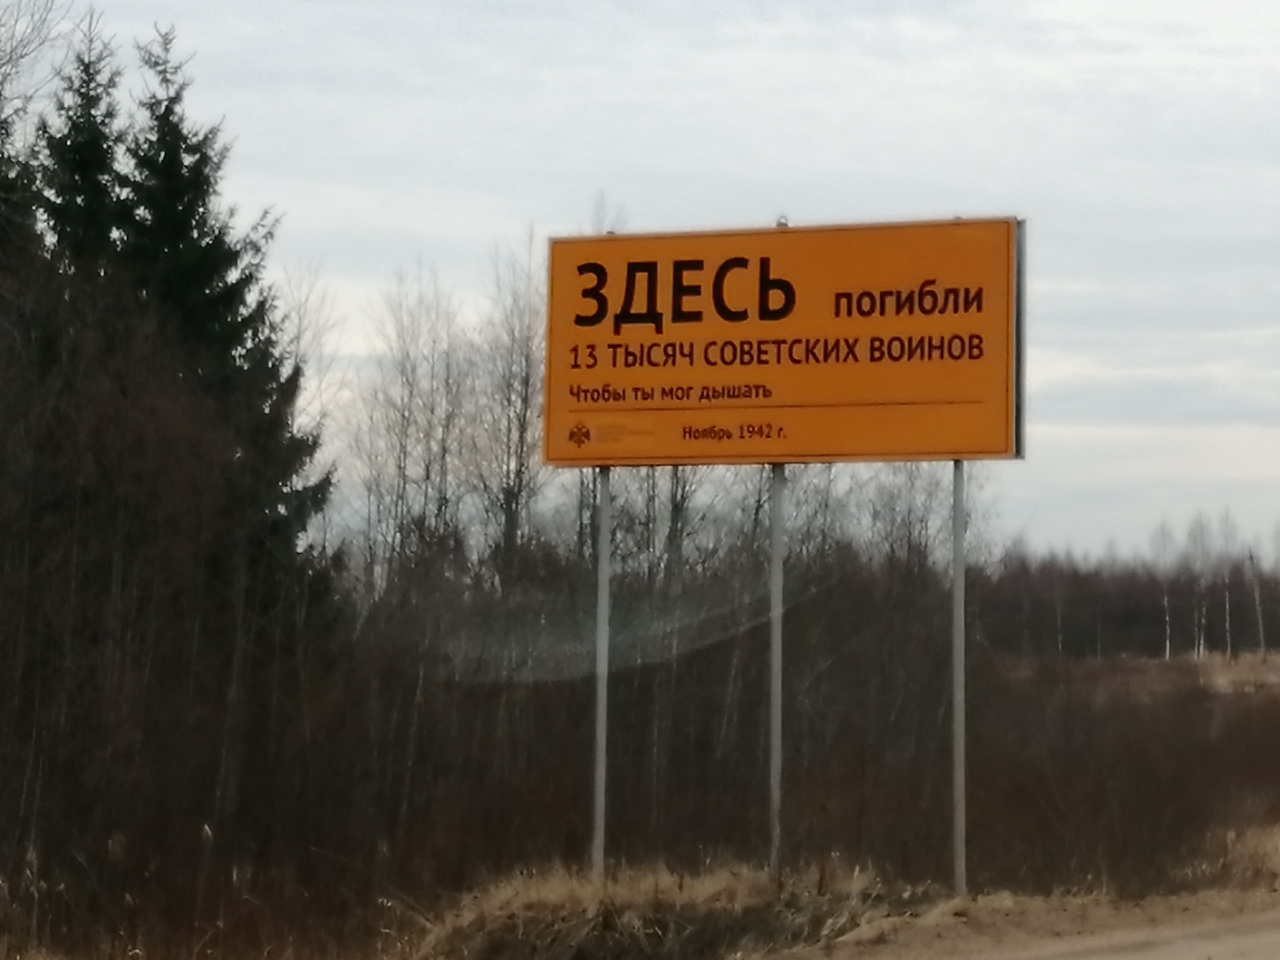 ЗДЕСЬ погибли
13 ТЫСЯЧ СОВЕТСКИХ ВОИНОВ
Чтобы ты мог дышать
Ноябрь 1942 г.